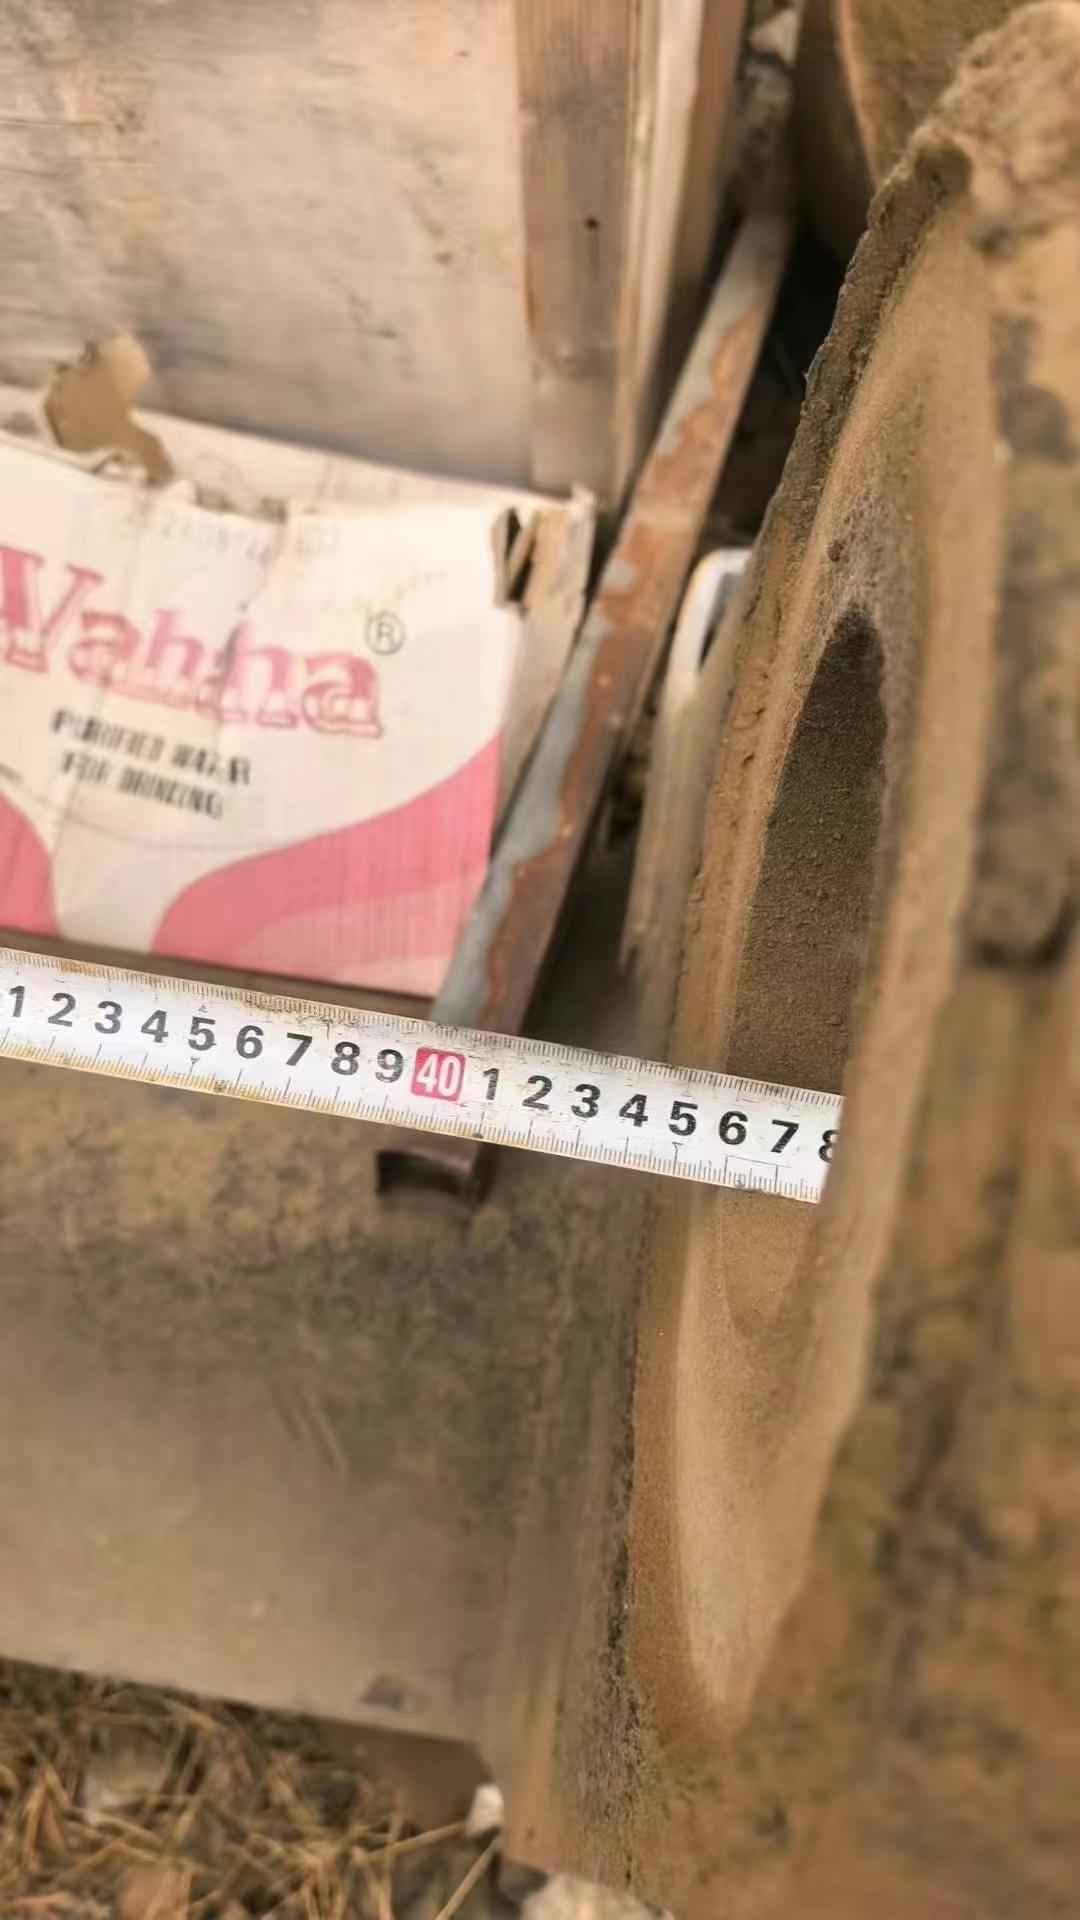 Wahha®
PURIFIED WATER
FOR DRINKING
1 2 3 4 5 6 7 8 9 40 1 2 3 4 5 6 7 8